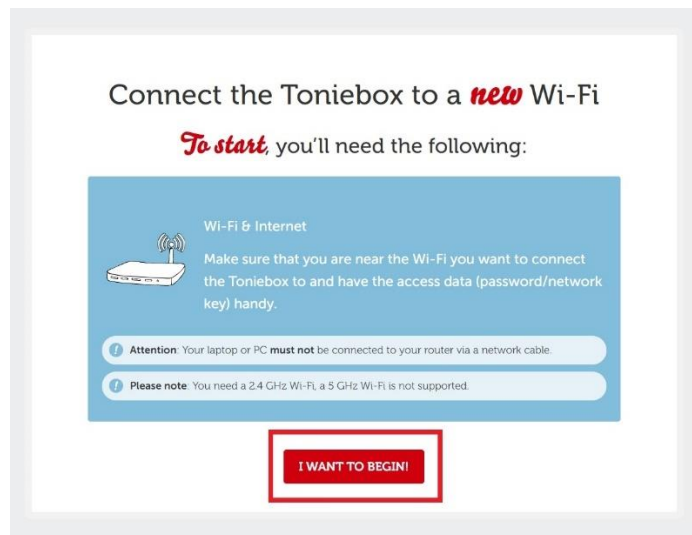 Connect the Toniebox to a new Wi-Fi
To start, you'll need the following:
Wi-Fi & Internet
Make sure that you are near the Wi-Fi you want to connect
the Toniebox to and have the access data (password/network
key) handy.
! Attention: Your laptop or PC must not be connected to your router via a network cable.
! Please note: You need a 2.4 GHz Wi-Fi, a 5 GHz Wi-Fi is not supported.
I WANT TO BEGIN!